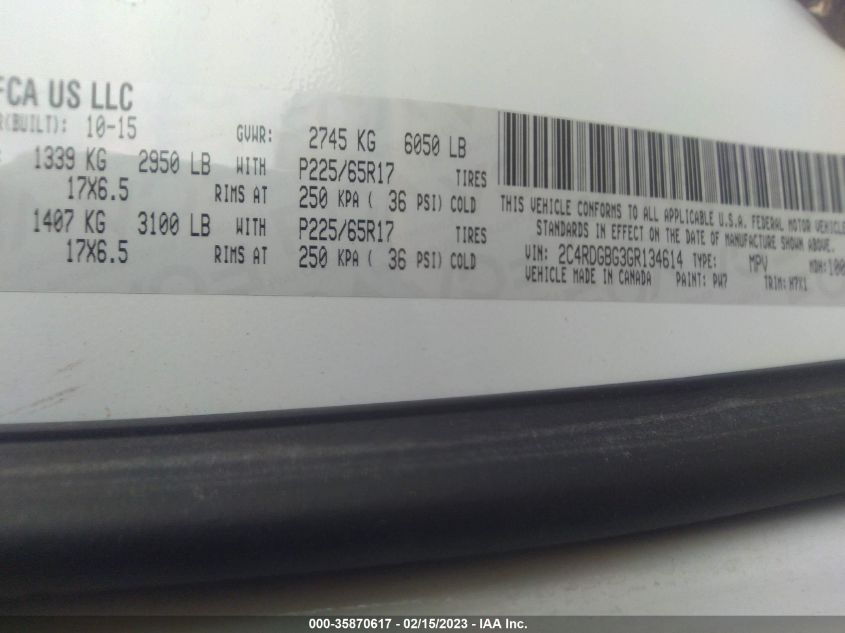 FCA US LLC
R(BUILT): 10-15 GVWR: 2745 KG 6050 LB
: 1339 KG 2950 LB WITH P225/65R17 TIRES
17X6.5 RIMS AT 250 KPA ( 36 PSI) COLD
1407 KG 3100 LB WITH P225/65R17 TIRES
17X6.5 RIMS AT 250 KPA ( 36 PSI) COLD
THIS VEHICLE CONFORMS TO ALL APPLICABLE U.S.A. FEDERAL MOTOR VEHICLE
STANDARDS IN EFFECT ON THE DATE OF MANUFACTURE SHOWN ABOVE.
VIN: 2C4RDGBG3GR134614 TYPE: MPV MDH:100
VEHICLE MADE IN CANADA PAINT: PW7 TRIM:
000-35870617 - 02/15/2023 - IAA Inc.